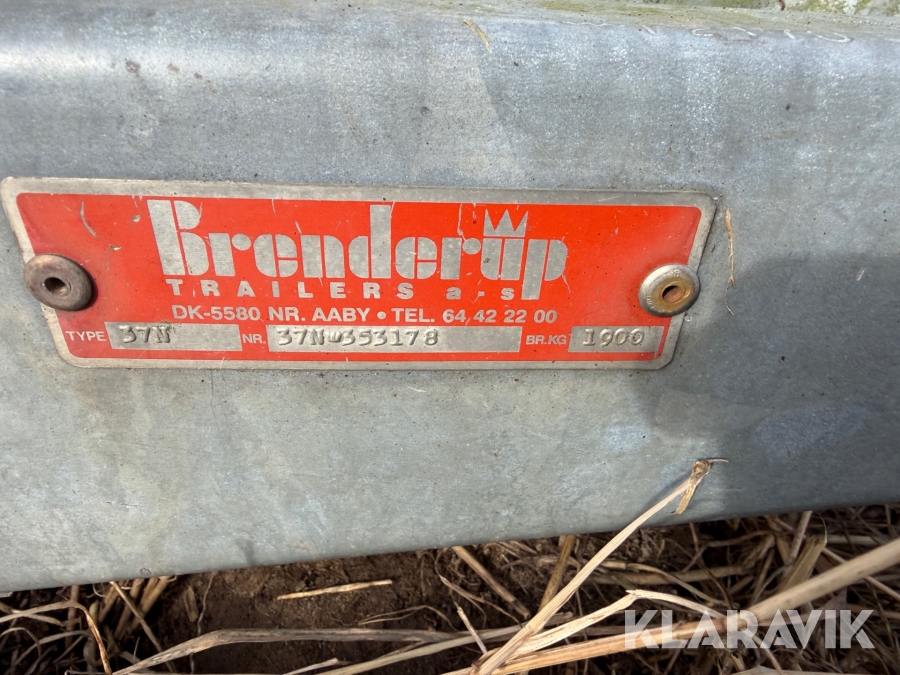 Brenderup
TRAILERS a-s
DK-5580 NR. AABY • TEL. 64 42 22 00
TYPE 37N NR. 37N 353178 BR.KG 1900
KLARAVIK